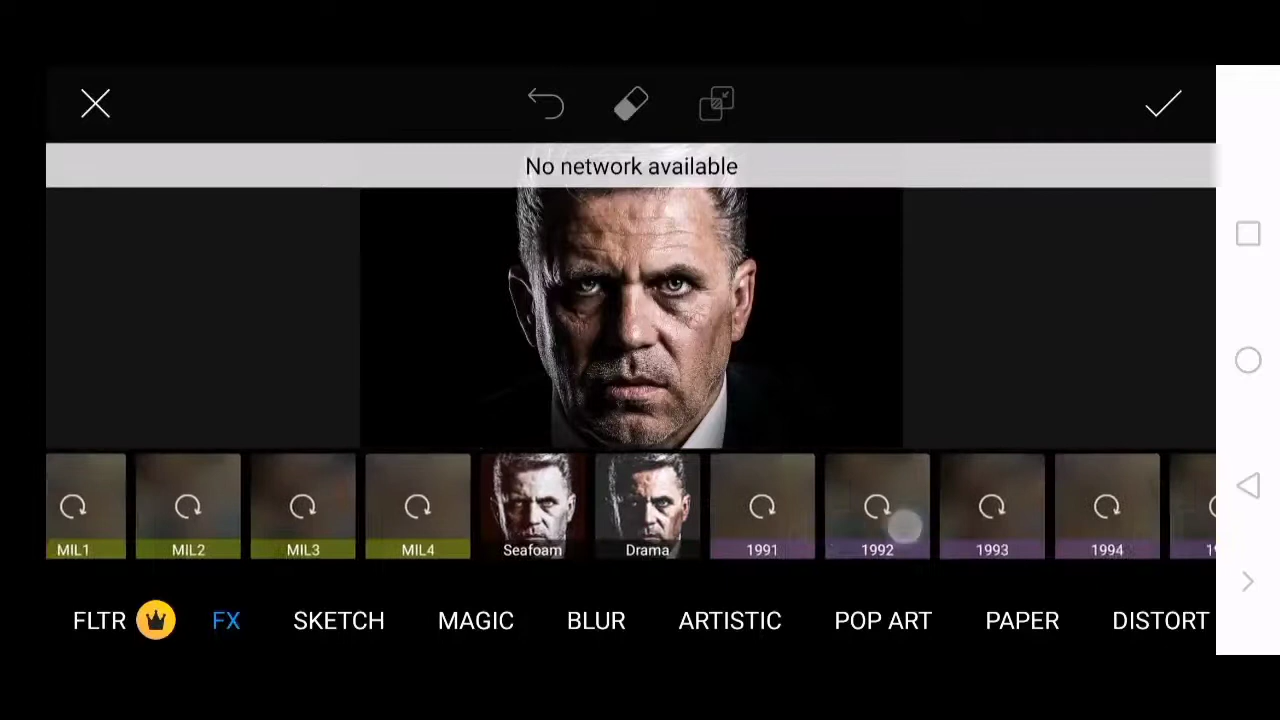 No network available
MIL1 MIL2 MIL3 MIL4 Seafoam Drama 1991 1992 1993 1994
FLTR FX SKETCH MAGIC BLUR ARTISTIC POP ART PAPER DISTORT